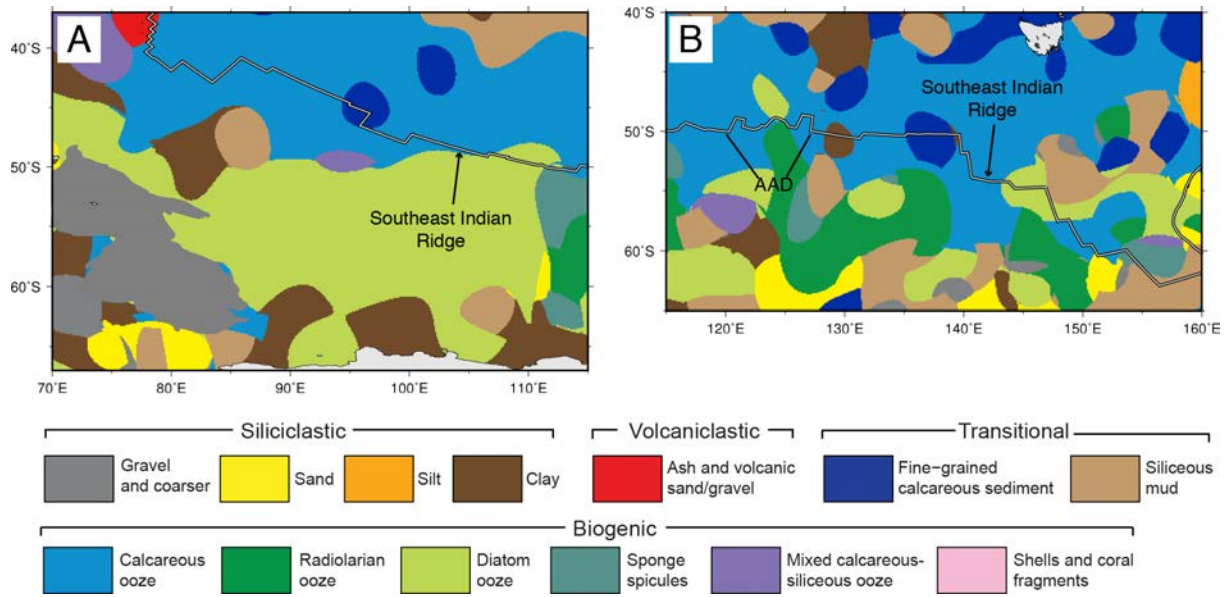 A
40°S
50°S
60°S
70°E
80°E
90°E
100°E
110°E
Southeast Indian
Ridge
B
40°S
50°S
60°S
120°E
130°E
140°E
150°E
160°E
Southeast Indian
Ridge
AAD
Siliciclastic
Gravel
and coarser
Sand
Silt
Clay
Volcaniclastic
Ash and volcanic
sand/gravel
Transitional
Fine−grained
calcareous sediment
Siliceous
mud
Biogenic
Calcareous
ooze
Radiolarian
ooze
Diatom
ooze
Sponge
spicules
Mixed calcareous-
siliceous ooze
Shells and coral
fragments